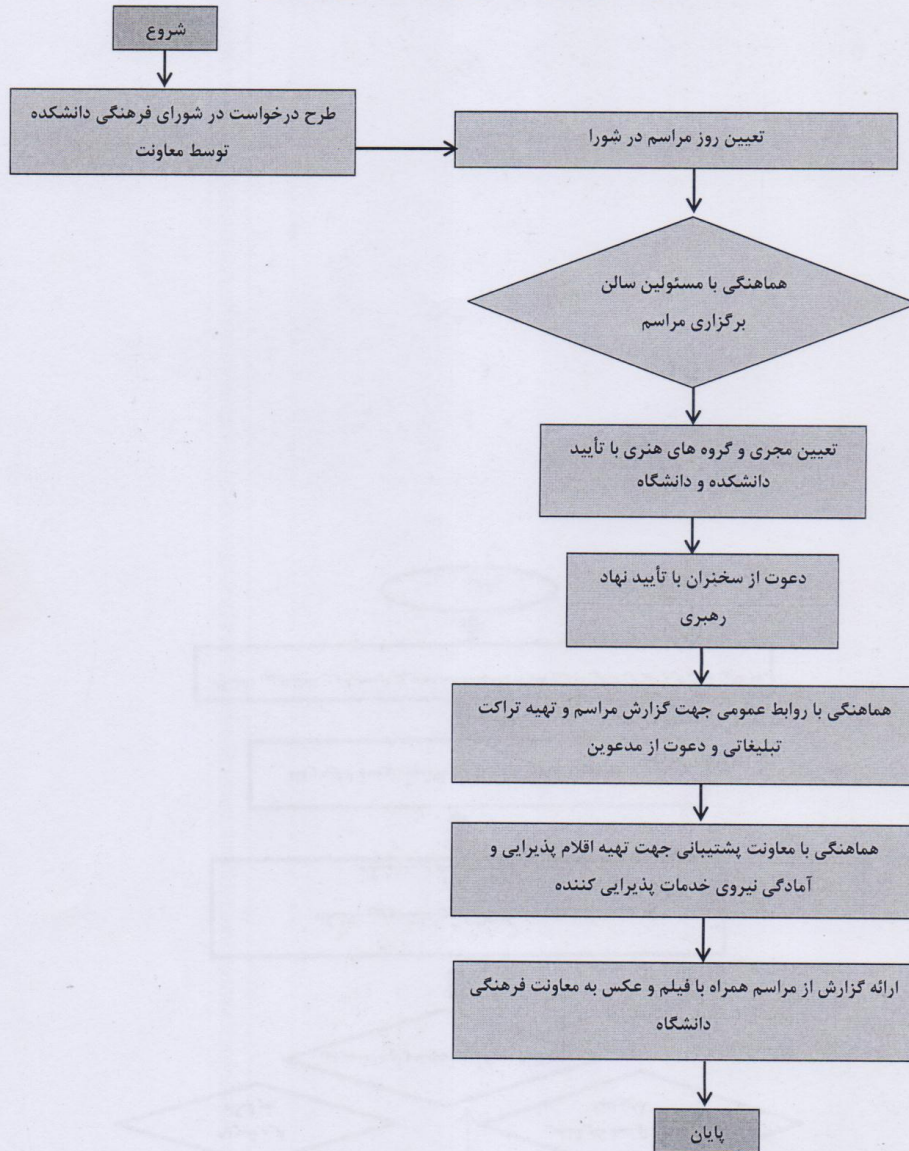 شروع
طرح درخواست در شورای فرهنگی دانشکده
توسط معاونت
تعیین روز مراسم در شورا
هماهنگی با مسئولین سالن
برگزاری مراسم
تعیین مجری و گروه های هنری با تأیید
دانشکده و دانشگاه
دعوت از سخنران با تأیید نهاد
رهبری
هماهنگی با روابط عمومی جهت گزارش مراسم و تهیه تراکت
تبلیغاتی و دعوت از مدعوین
هماهنگی با معاونت پشتیبانی جهت تهیه اقلام پذیرایی و
آمادگی نیروی خدمات پذیرایی کننده
ارائه گزارش از مراسم همراه با فیلم و عکس به معاونت فرهنگی
دانشگاه
پایان